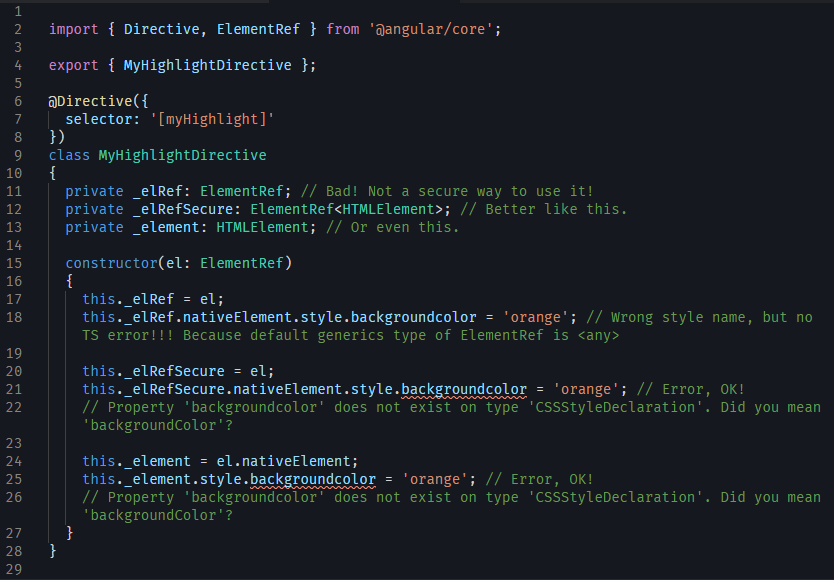 1
2 import { Directive, ElementRef } from '@angular/core';
3
4 export { MyHighlightDirective };
5
6 @Directive({
7   selector: '[myHighlight]'
8 })
9 class MyHighlightDirective
10 {
11   private _elRef: ElementRef; // Bad! Not a secure way to use it!
12   private _elRefSecure: ElementRef<HTMLElement>; // Better like this.
13   private _element: HTMLElement; // Or even this.
14
15   constructor(el: ElementRef)
16   {
17     this._elRef = el;
18     this._elRef.nativeElement.style.backgroundcolor = 'orange'; // Wrong style name, but no
    TS error!!! Because default generics type of ElementRef is <any>
19
20     this._elRefSecure = el;
21     this._elRefSecure.nativeElement.style.backgroundcolor = 'orange'; // Error, OK!
22     // Property 'backgroundcolor' does not exist on type 'CSSStyleDeclaration'. Did you mean
    'backgroundColor'?
23
24     this._element = el.nativeElement;
25     this._element.style.backgroundcolor = 'orange'; // Error, OK!
26     // Property 'backgroundcolor' does not exist on type 'CSSStyleDeclaration'. Did you mean
    'backgroundColor'?
27   }
28 }
29